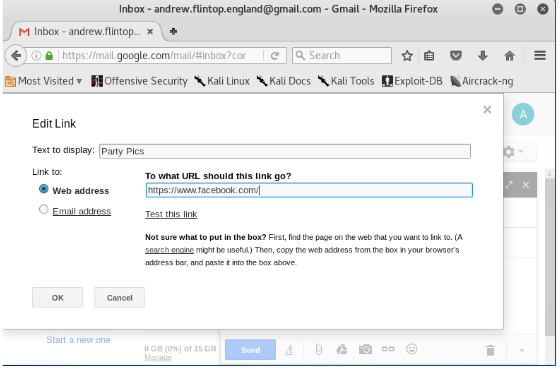 Inbox - andrew.flintop.england@gmail.com - Gmail - Mozilla Firefox
Inbox - andrew.flintop.e... × +
https://mail.google.com/mail/#inbox?cor Search
Most Visited Offensive Security Kali Linux Kali Docs Kali Tools Exploit-DB Aircrack-ng
A
Edit Link
Text to display: Party Pics
Link to:
Web address
Email address
To what URL should this link go?
https://www.facebook.com/
Test this link
Not sure what to put in the box? First, find the page on the web that you want to link to. (A
search engine might be useful.) Then, copy the web address from the box in your browser's
address bar, and paste it into the box above.
OK Cancel
Start a new one
0 GB (0%) of 15 GB
Manage
Send